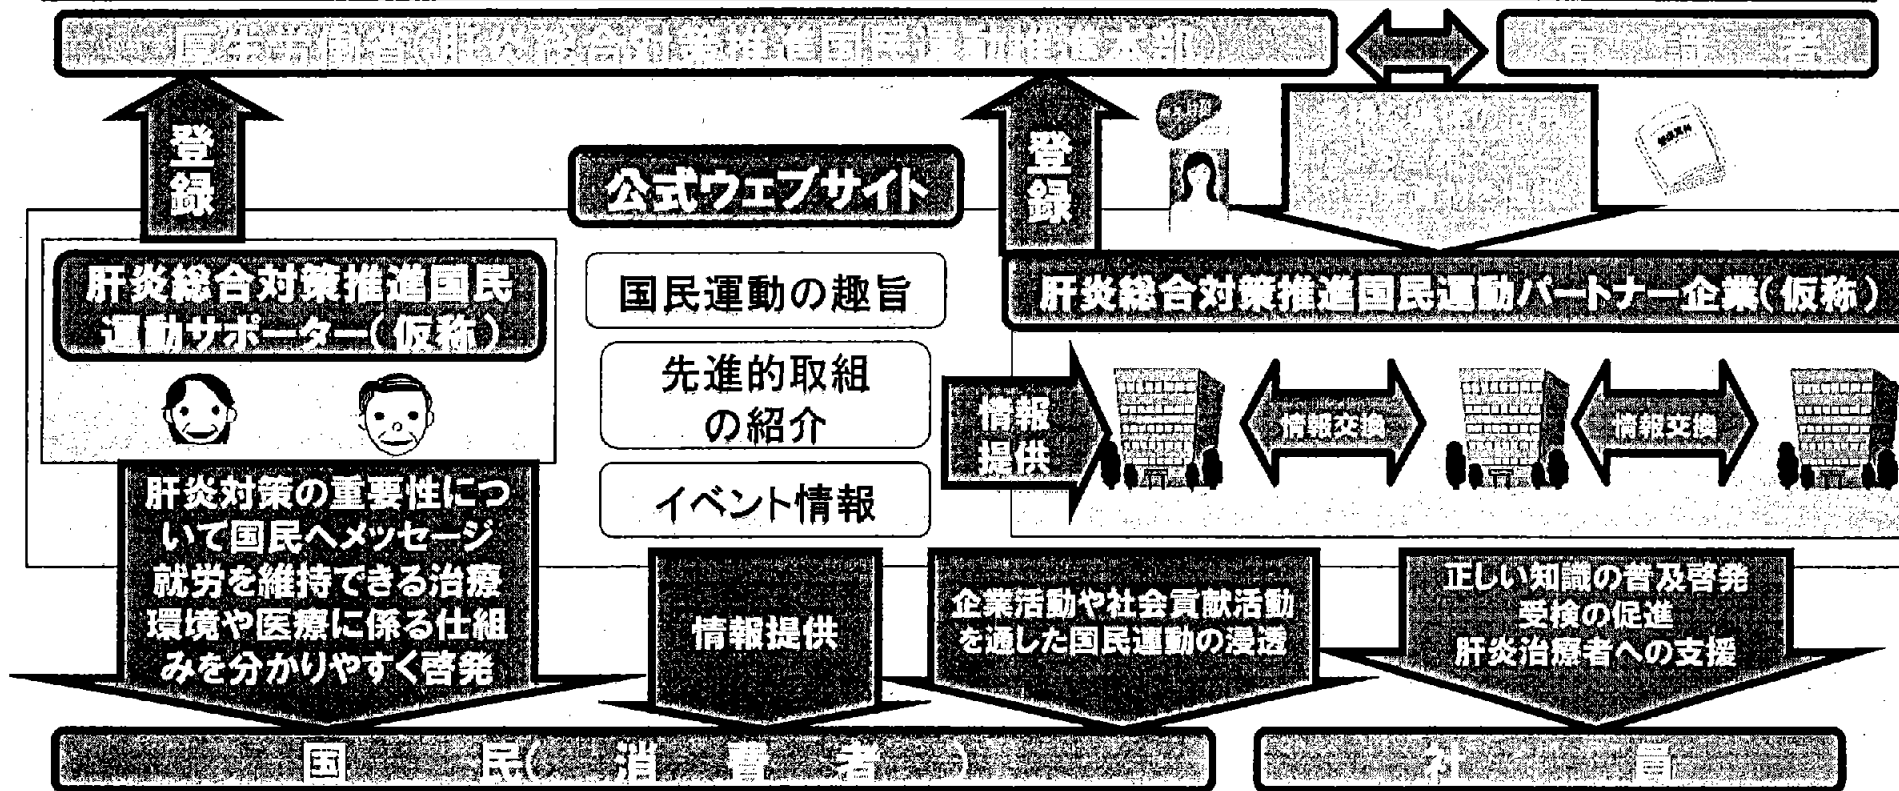 厚生労働省(肝炎総合対策推進国民運動推進本部)
有識者
登録
登録
公式ウェブサイト
肝炎総合対策推進国民
運動サポーター(仮称)
国民運動の趣旨
先進的取組
の紹介
イベント情報
肝炎総合対策推進国民運動パートナー企業(仮称)
情報
提供
情報交換
情報交換
肝炎対策の重要性につ
いて国民へメッセージ
就労を維持できる治療
環境や医療に係る仕組
みを分かりやすく啓発
情報提供
企業活動や社会貢献活動
を通した国民運動の浸透
正しい知識の普及啓発
受検の促進
肝炎治療者への支援
国民(消費者)
社員